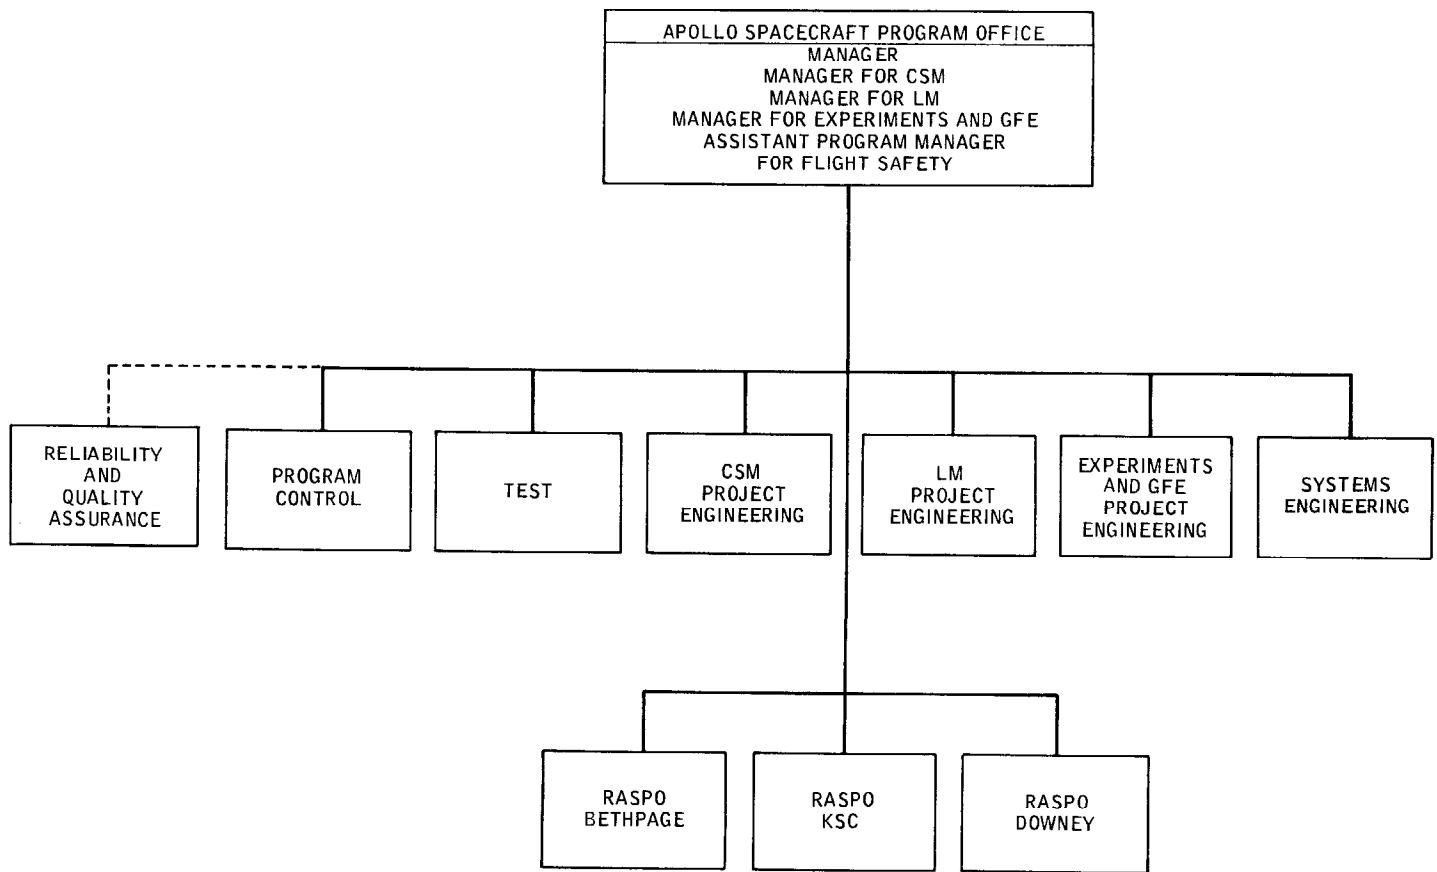 APOLLO SPACECRAFT PROGRAM OFFICE
MANAGER
MANAGER FOR CSM
MANAGER FOR LM
MANAGER FOR EXPERIMENTS AND GFE
ASSISTANT PROGRAM MANAGER
FOR FLIGHT SAFETY
RELIABILITY
AND
QUALITY
ASSURANCE
PROGRAM
CONTROL
TEST
CSM
PROJECT
ENGINEERING
LM
PROJECT
ENGINEERING
EXPERIMENTS
AND GFE
PROJECT
ENGINEERING
SYSTEMS
ENGINEERING
RASPO
BETHPAGE
RASPO
KSC
RASPO
DOWNEY